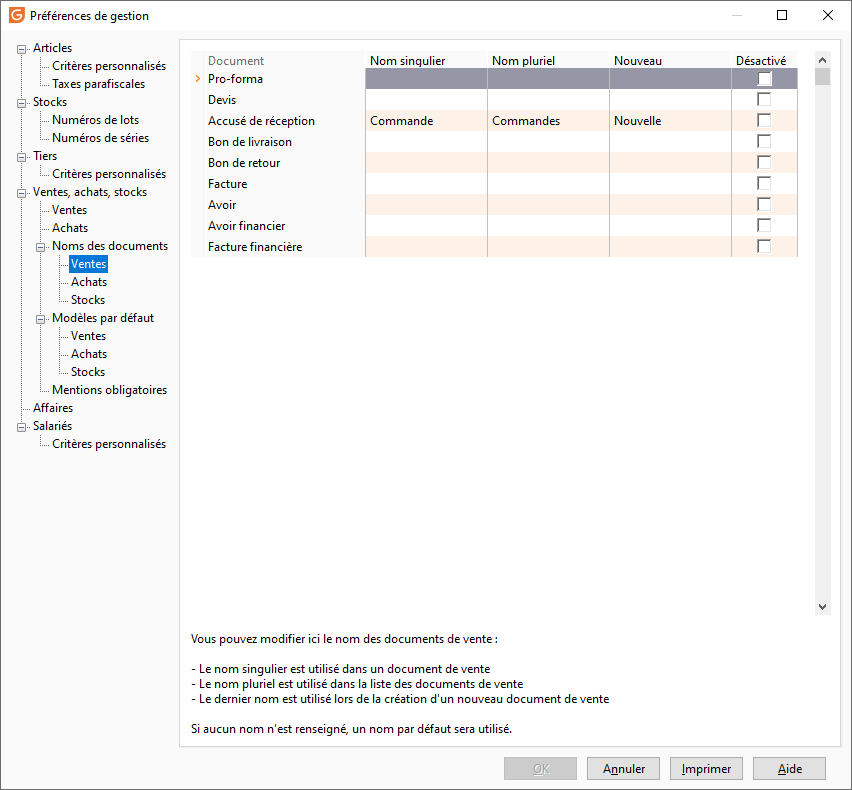 Préférences de gestion
Articles
Critères personnalisés
Taxes parafiscales
Stocks
Numéros de lots
Numéros de séries
Tiers
Critères personnalisés
Ventes, achats, stocks
Ventes
Achats
Noms des documents
Ventes
Achats
Stocks
Modèles par défaut
Ventes
Achats
Stocks
Mentions obligatoires
Affaires
Salariés
Critères personnalisés
Document Nom singulier Nom pluriel Nouveau Désactivé
Pro-forma
Devis
Accusé de réception Commande Commandes Nouvelle
Bon de livraison
Bon de retour
Facture
Avoir
Avoir financier
Facture financière
Vous pouvez modifier ici le nom des documents de vente :
- Le nom singulier est utilisé dans un document de vente
- Le nom pluriel est utilisé dans la liste des documents de vente
- Le dernier nom est utilisé lors de la création d'un nouveau document de vente
Si aucun nom n'est renseigné, un nom par défaut sera utilisé.
OK Annuler Imprimer Aide